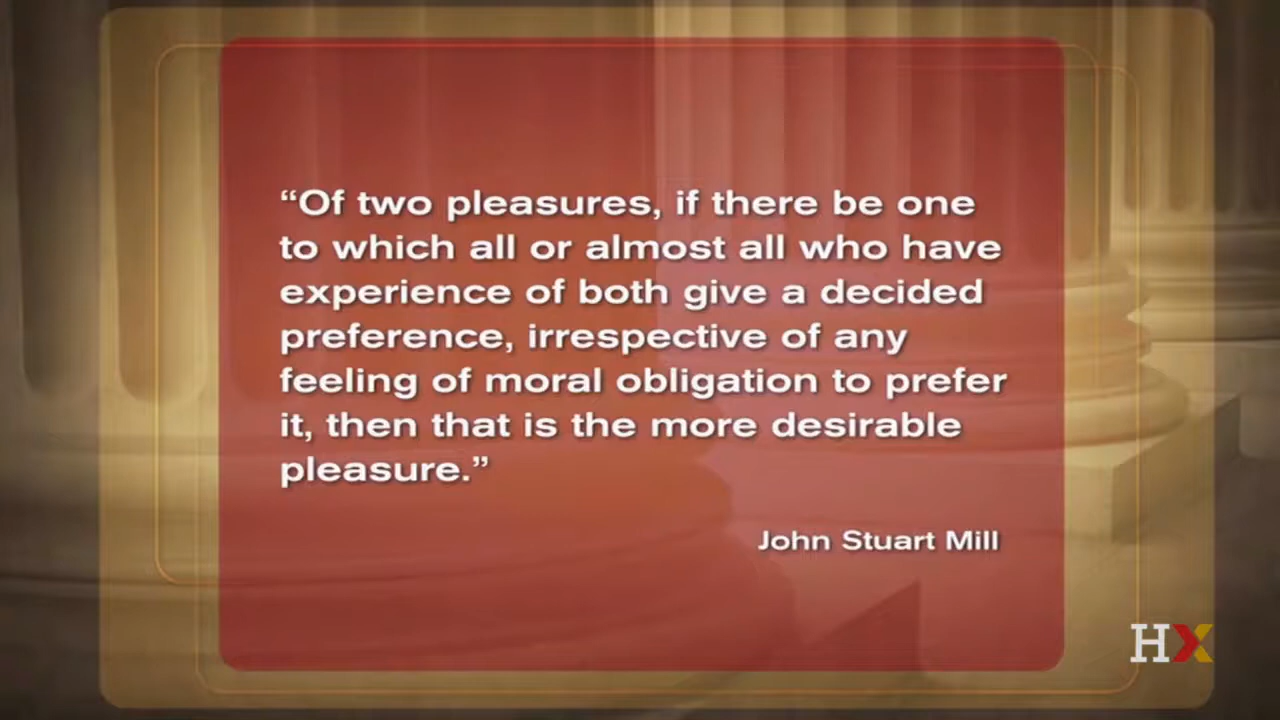 “Of two pleasures, if there be one
to which all or almost all who have
experience of both give a decided
preference, irrespective of any
feeling of moral obligation to prefer
it, then that is the more desirable
pleasure.”
John Stuart Mill
HX